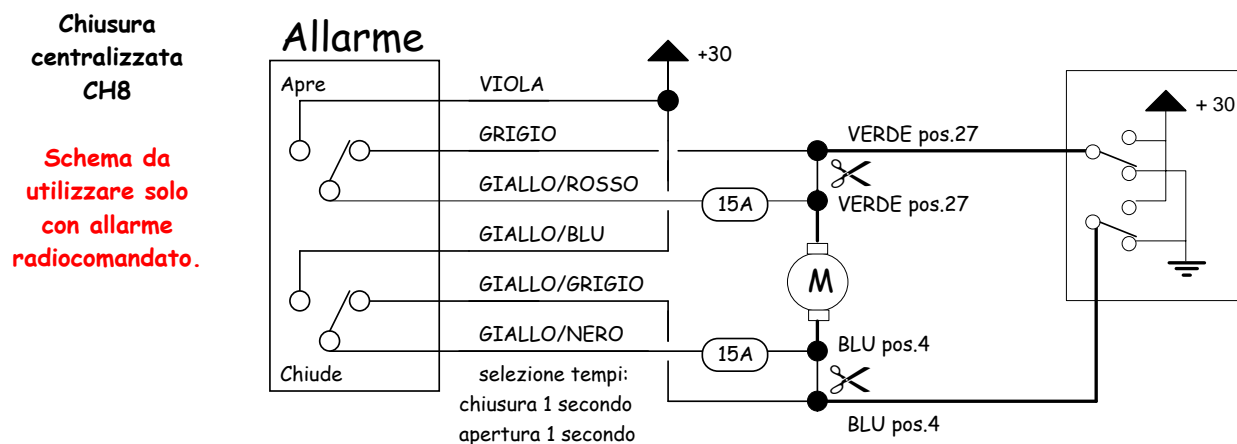 Chiusura
centralizzata
CH8
Schema da
utilizzare solo
con allarme
radiocomandato.
Allarme
+30
Apre
VIOLA
+ 30
GRIGIO
VERDE pos.27
GIALLO/ROSSO
15A
VERDE pos.27
GIALLO/BLU
M
GIALLO/GRIGIO
GIALLO/NERO
15A
BLU pos.4
Chiude
selezione tempi:
chiusura 1 secondo
apertura 1 secondo
BLU pos.4